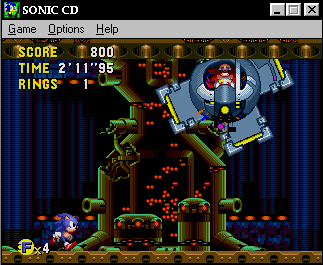 SONIC CD
Game Options Help
SCORE 800
TIME 2'11"95
RINGS 1
F×4